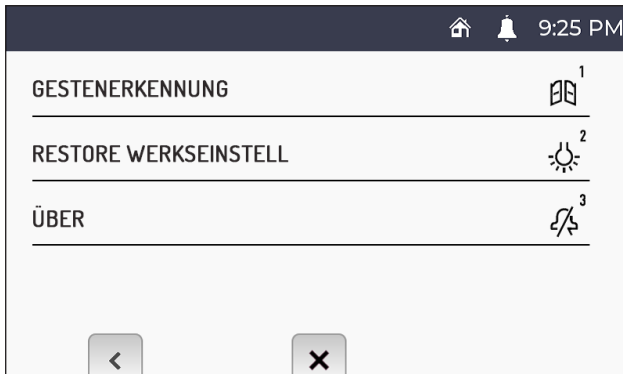 9:25 PM
GESTENERKENNUNG
1
RESTORE WERKSEINSTELL
2
ÜBER
3